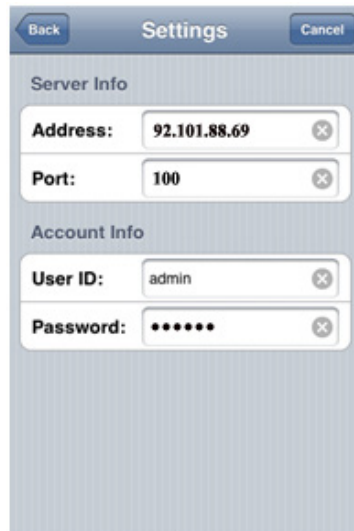 Back Settings Cancel
Server Info
Address: 92.101.88.69
Port: 100
Account Info
User ID: admin
Password: ••••••